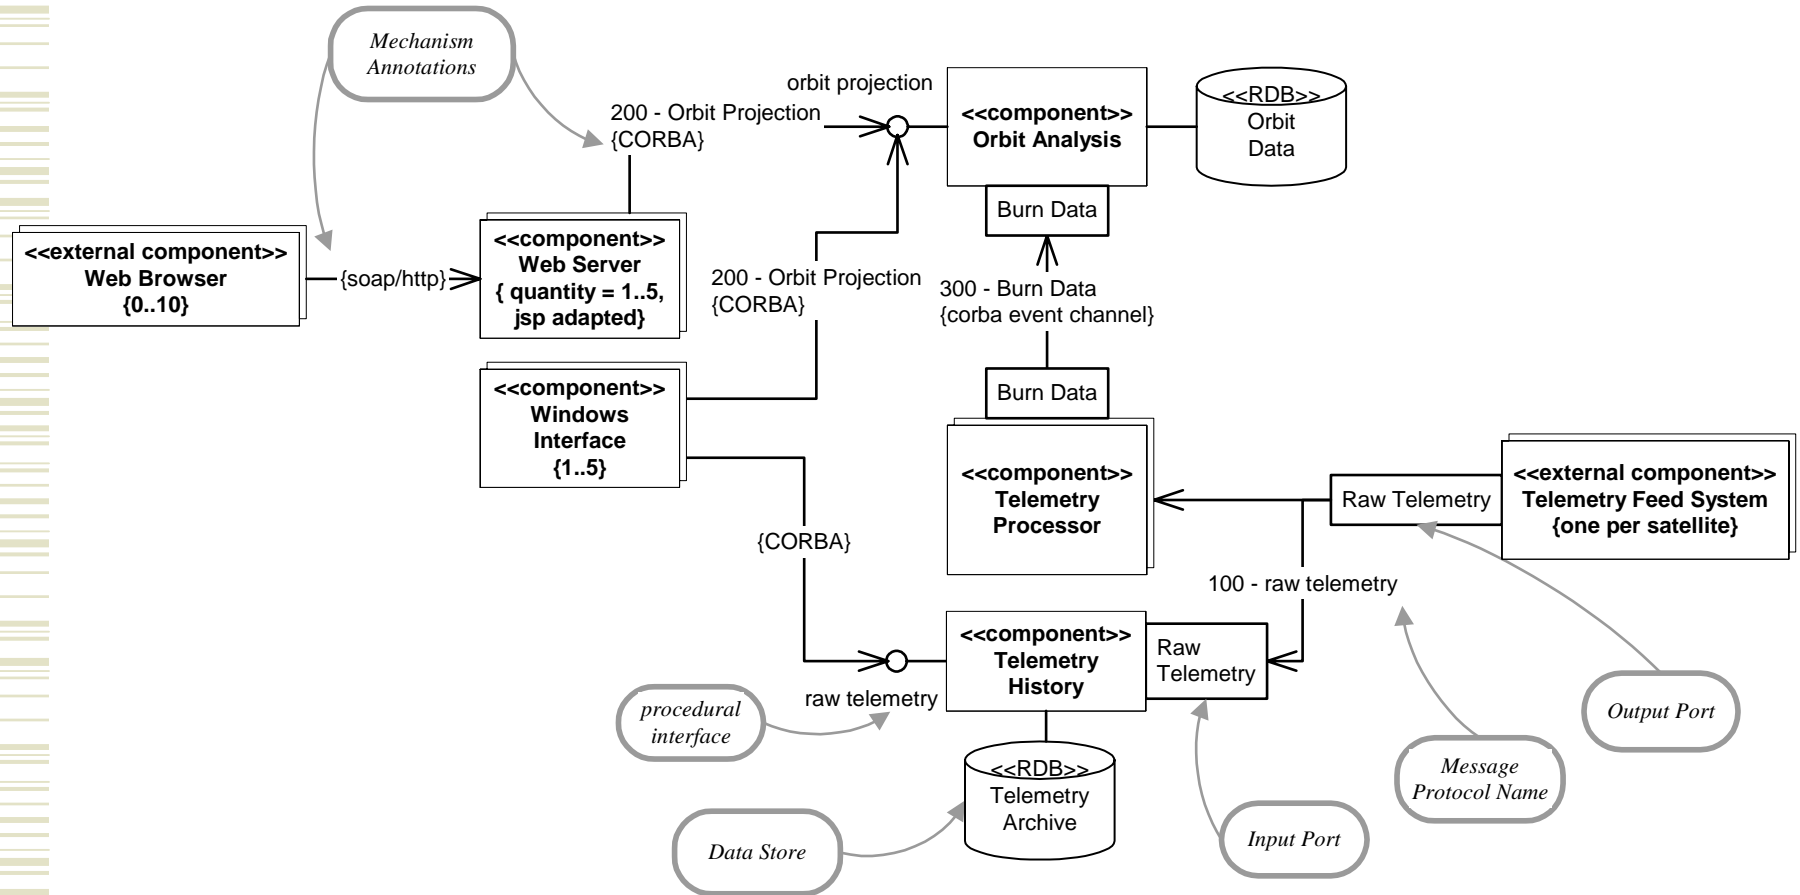 Mechanism
Annotations
orbit projection
200 - Orbit Projection
{CORBA}
<<component>>
Orbit Analysis
<<RDB>>
Orbit
Data
Burn Data
<<external component>>
Web Browser
{0..10}
{soap/http}
<<component>>
Web Server
{ quantity = 1..5,
jsp adapted}
200 - Orbit Projection
{CORBA}
300 - Burn Data
{corba event channel}
<<component>>
Windows
Interface
{1..5}
Burn Data
<<component>>
Telemetry
Processor
Raw Telemetry
<<external component>>
Telemetry Feed System
{one per satellite}
{CORBA}
100 - raw telemetry
<<component>>
Telemetry
History
Raw
Telemetry
raw telemetry
procedural
interface
Output Port
<<RDB>>
Telemetry
Archive
Message
Protocol Name
Data Store
Input Port